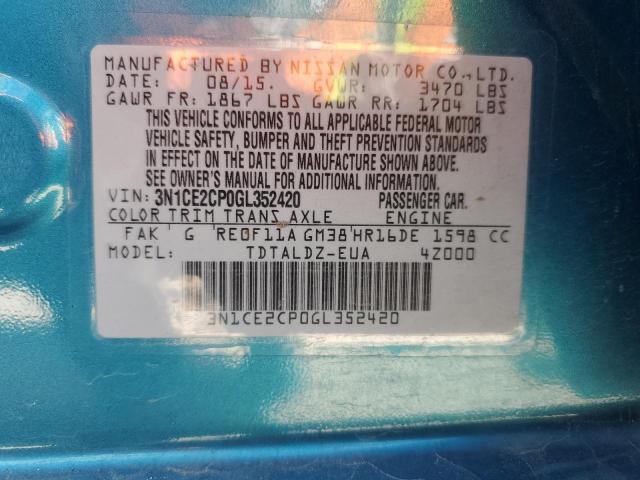 MANUFACTURED BY NISSAN MOTOR CO., LTD.
DATE: 08/15. GVWR: 3470 LBS
GAWR FR: 1867 LBS GAWR RR: 1704 LBS
THIS VEHICLE CONFORMS TO ALL APPLICABLE FEDERAL MOTOR
VEHICLE SAFETY, BUMPER AND THEFT PREVENTION STANDARDS
IN EFFECT ON THE DATE OF MANUFACTURE SHOWN ABOVE.
SEE OWNER'S MANUAL FOR ADDITIONAL INFORMATION.
VIN: 3N1CE2CP0GL352420 PASSENGER CAR.
COLOR TRIM TRANS AXLE ENGINE
FAK G RE0F11A GM38 HR16DE 1598 CC
MODEL: TDTALDZ-EUA 4Z000
3N1CE2CP0GL352420